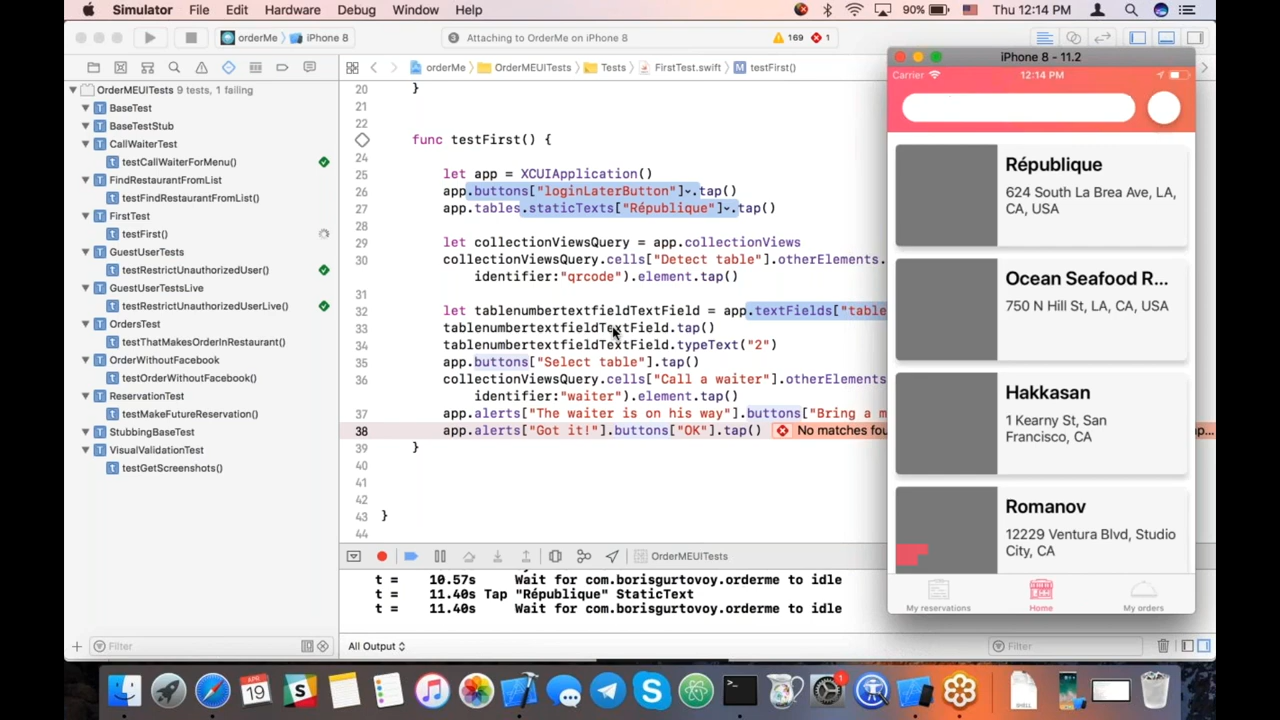 Simulator File Edit Hardware Debug Window Help 90% Thu 12:14 PM
orderMe iPhone 8 Attaching to OrderMe on iPhone 8 169 1
orderMe OrderMEUITests Tests FirstTest.swift M testFirst()
OrderMEUITests 9 tests, 1 failing
T BaseTest
T BaseTestStub
T CallWaiterTest
t testCallWaiterForMenu()
T FindRestaurantFromList
t testFindRestaurantFromList()
T FirstTest
t testFirst()
T GuestUserTests
t testRestrictUnauthorizedUser()
T GuestUserTestsLive
t testRestrictUnauthorizedUserLive()
T OrdersTest
t testThatMakesOrderInRestaurant()
T OrderWithoutFacebook
t testOrderWithoutFacebook()
T ReservationTest
t testMakeFutureReservation()
T StubbingBaseTest
T VisualValidationTest
t testGetScreenshots()
Filter
20 }
21
22
func testFirst() {
24
25 let app = XCUIApplication()
26 app.buttons["loginLaterButton"].tap()
27 app.tables.staticTexts["République"].tap()
28
29 let collectionViewsQuery = app.collectionViews
30 collectionViewsQuery.cells["Detect table"].otherElements.
identifier:"qrcode").element.tap()
31
32 let tablenumbertextfieldTextField = app.textFields["table
33 tablenumbertextfieldTextField.tap()
34 tablenumbertextfieldTextField.typeText("2")
35 app.buttons["Select table"].tap()
36 collectionViewsQuery.cells["Call a waiter"].otherElements
identifier:"waiter").element.tap()
37 app.alerts["The waiter is on his way"].buttons["Bring a m
38 app.alerts["Got it!"].buttons["OK"].tap() No matches fou
p...
39 }
40
41
42
43 }
44
OrderMEUITests
t = 10.57s Wait for com.borisgurtovoy.orderme to idle
t = 11.40s Tap "République" StaticText
t = 11.40s Wait for com.borisgurtovoy.orderme to idle
All Output
Filter
iPhone 8 - 11.2
Carrier 12:14 PM
République
624 South La Brea Ave, LA,
CA, USA
Ocean Seafood R...
750 N Hill St, LA, CA, USA
Hakkasan
1 Kearny St, San
Francisco, CA
Romanov
12229 Ventura Blvd, Studio
City, CA
My reservations Home My orders
APR
19
S
>_
1
SHELL